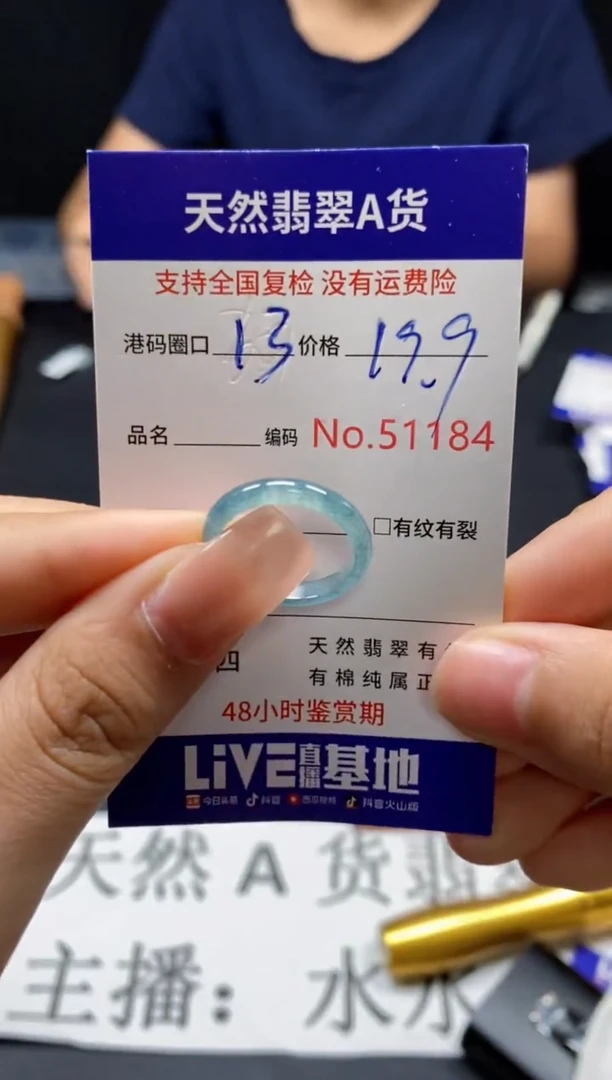 天然翡翠A货
支持全国复检 没有运费险
港码圈口 13 价格 19.9
品名 编码 No.51184
□有纹有裂
四 天然翡翠有
有棉纯属正
48小时鉴赏期
LiVE直播基地
今日头条 抖音 西瓜视频 抖音火山版
天然A货翡
主播：水水